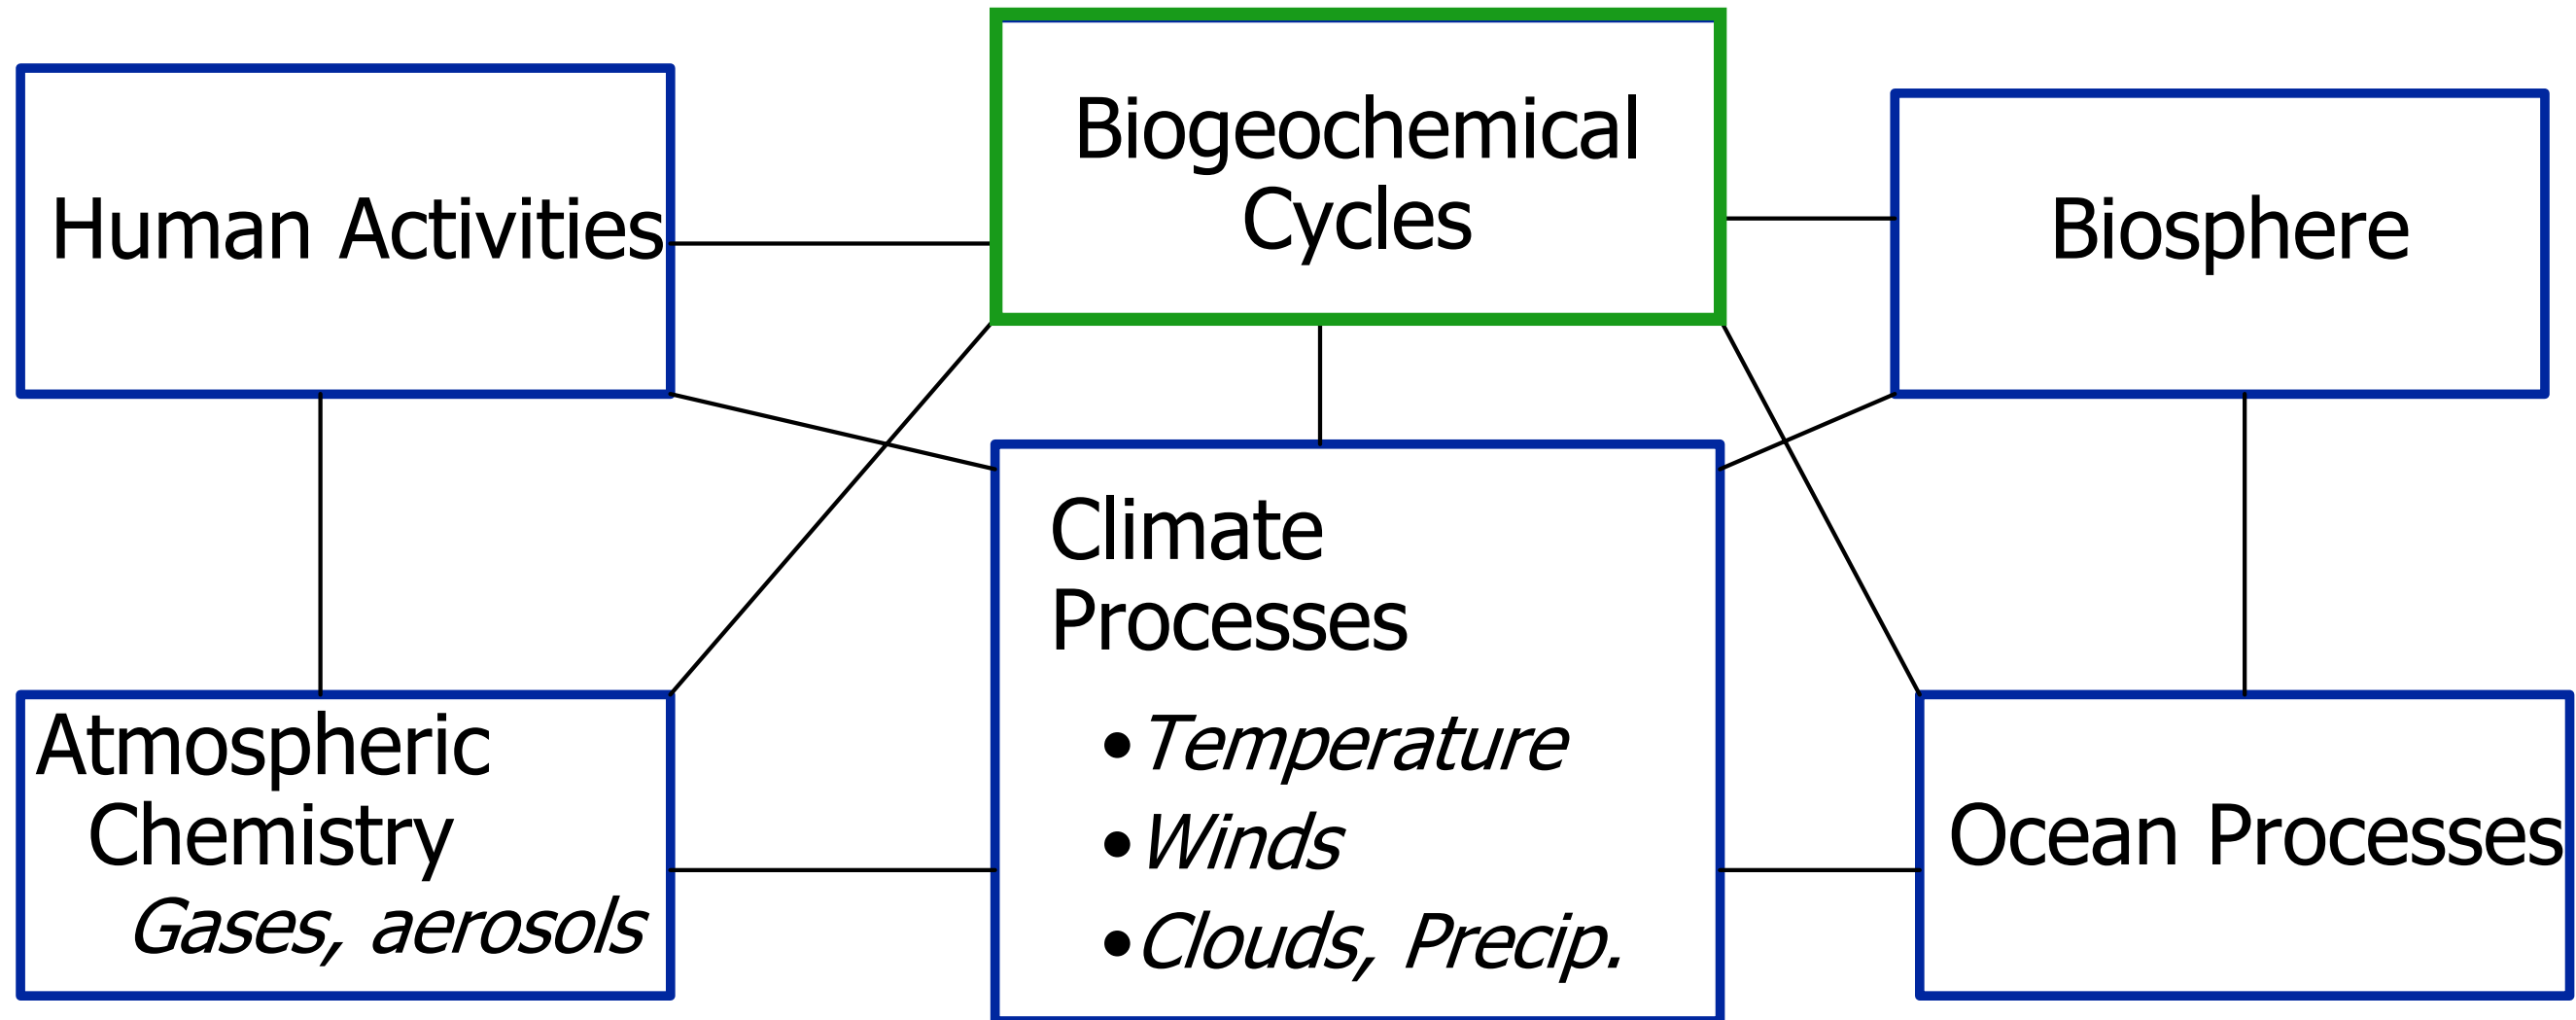 Biogeochemical
Cycles
Human Activities
Biosphere
Climate
Processes
•Temperature
•Winds
•Clouds, Precip.
Atmospheric
Chemistry
Gases, aerosols
Ocean Processes